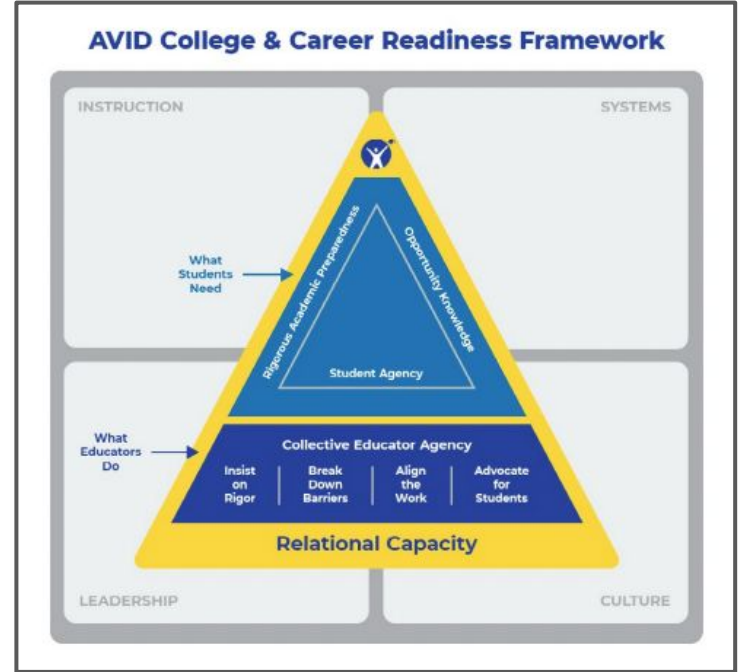 AVID College & Career Readiness Framework
INSTRUCTION
SYSTEMS
What
Students
Need
Rigorous Academic Preparedness
Opportunity Knowledge
Student Agency
What
Educators
Do
Collective Educator Agency
Insist
on
Rigor
Break
Down
Barriers
Align
the
Work
Advocate
for
Students
Relational Capacity
LEADERSHIP
CULTURE